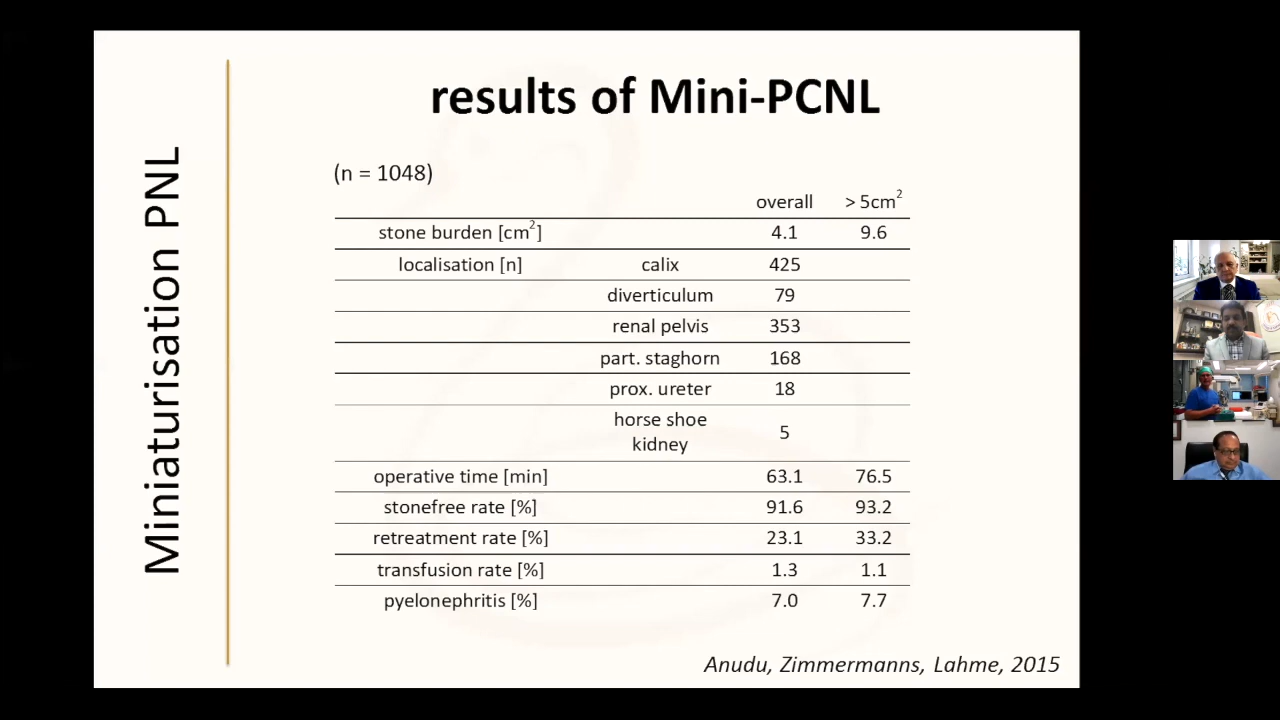 results of Mini-PCNL
Miniaturisation PNL
(n = 1048)
overall > 5cm²
stone burden [cm²] 4.1 9.6
localisation [n] calix 425
diverticulum 79
renal pelvis 353
part. staghorn 168
prox. ureter 18
horse shoe
kidney 5
operative time [min] 63.1 76.5
stonefree rate [%] 91.6 93.2
retreatment rate [%] 23.1 33.2
transfusion rate [%] 1.3 1.1
pyelonephritis [%] 7.0 7.7
Anudu, Zimmermanns, Lahme, 2015